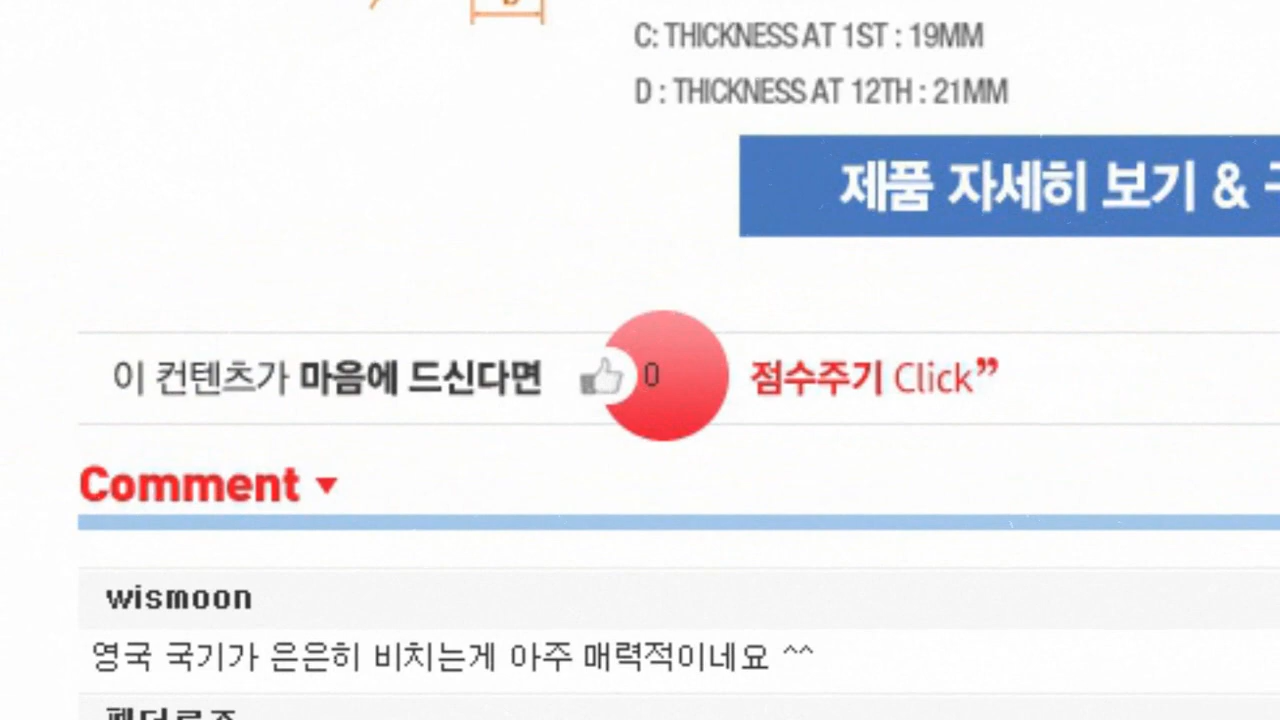 C: THICKNESS AT 1ST : 19MM
D : THICKNESS AT 12TH : 21MM
제품 자세히 보기 &
이 컨텐츠가 마음에 드신다면 0 점수주기 Click”
Comment
wismoon
영국 국기가 은은히 비치는게 아주 매력적이네요 ^^